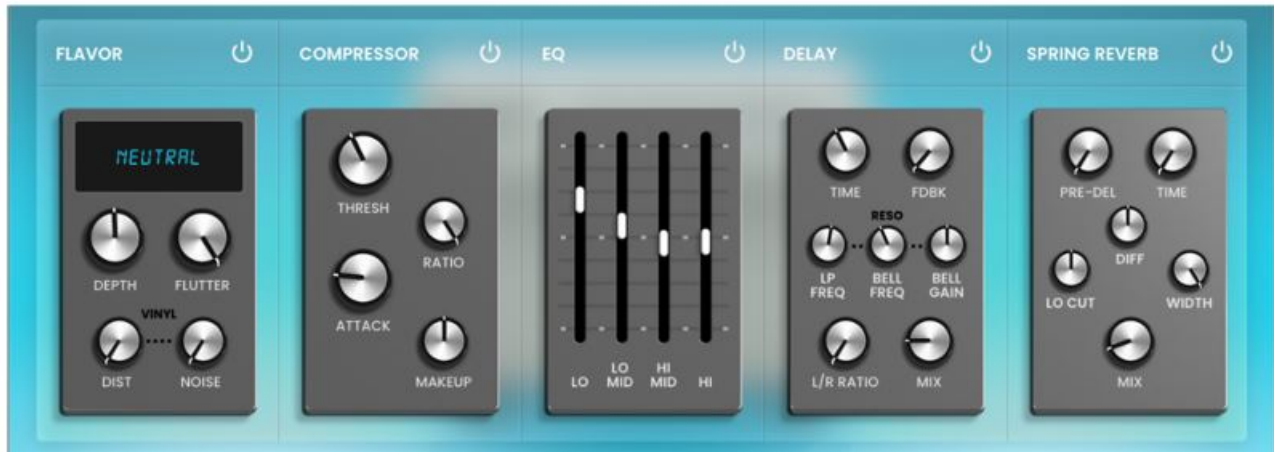 FLAVOR
NEUTRAL
DEPTH
FLUTTER
VINYL
DIST
NOISE
COMPRESSOR
THRESH
RATIO
ATTACK
MAKEUP
EQ
LO
LO MID
HI MID
HI
DELAY
TIME
FDBK
RESO
LP FREQ
BELL FREQ
BELL GAIN
L/R RATIO
MIX
SPRING REVERB
PRE-DEL
TIME
DIFF
LO CUT
WIDTH
MIX